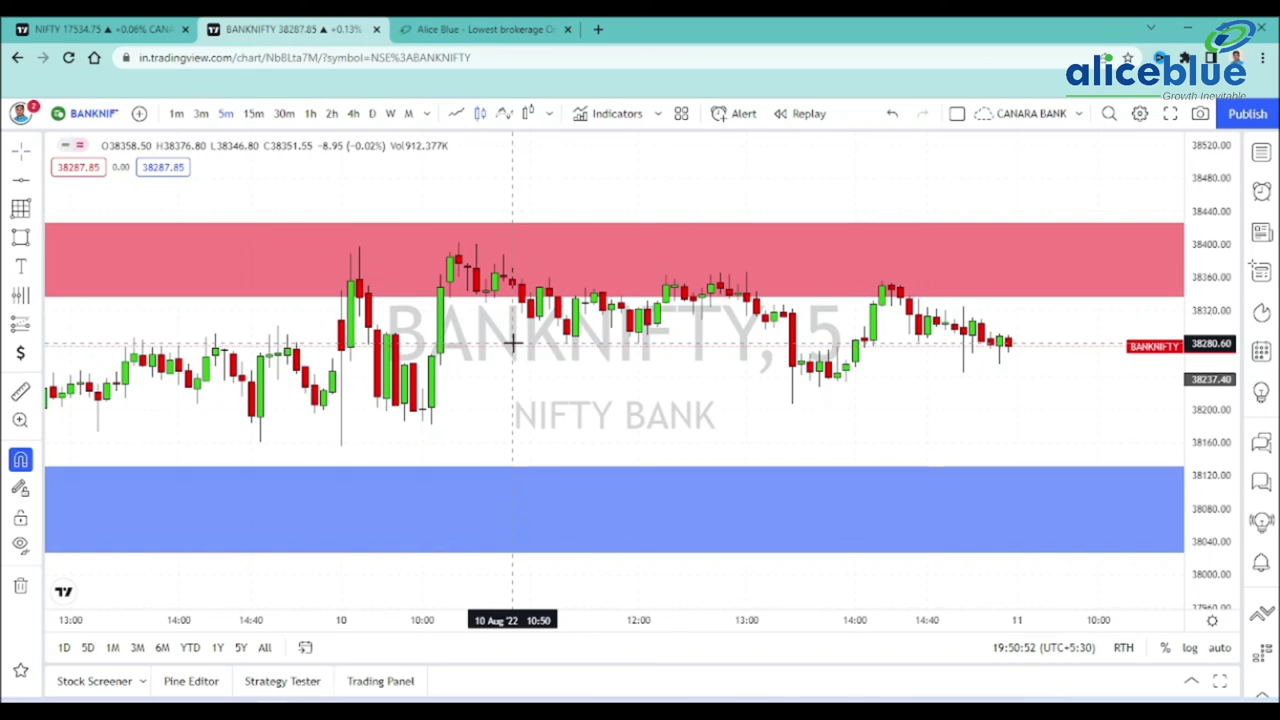 NIFTY 17534.75 ▲ +0.06% CANA
BANKNIFTY 38287.85 ▲ +0.13%
Alice Blue - Lowest brokerage O
in.tradingview.com/chart/NbBLta7M/?symbol=NSE%3ABANKNIFTY
aliceblue
Growth Inevitable
2
BANKNIF
1m 3m 5m 15m 30m 1h 2h 4h D W M
Indicators
Alert
Replay
CANARA BANK
Publish
O38358.50 H38376.80 L38346.80 C38351.55 -8.95 (-0.02%) Vol912.377K
38287.85 0.00 38287.85
BANKNIFTY, 5
NIFTY BANK
38520.00
38480.00
38440.00
38400.00
38360.00
38320.00
BANKNIFTY 38280.60
38237.40
38200.00
38160.00
38120.00
38080.00
38040.00
38000.00
37960.00
13:00 14:00 14:40 10 10:00 10 Aug '22 10:50 12:00 13:00 14:00 14:40 11 10:00
1D 5D 1M 3M 6M YTD 1Y 5Y All
19:50:52 (UTC+5:30) RTH % log auto
Stock Screener Pine Editor Strategy Tester Trading Panel